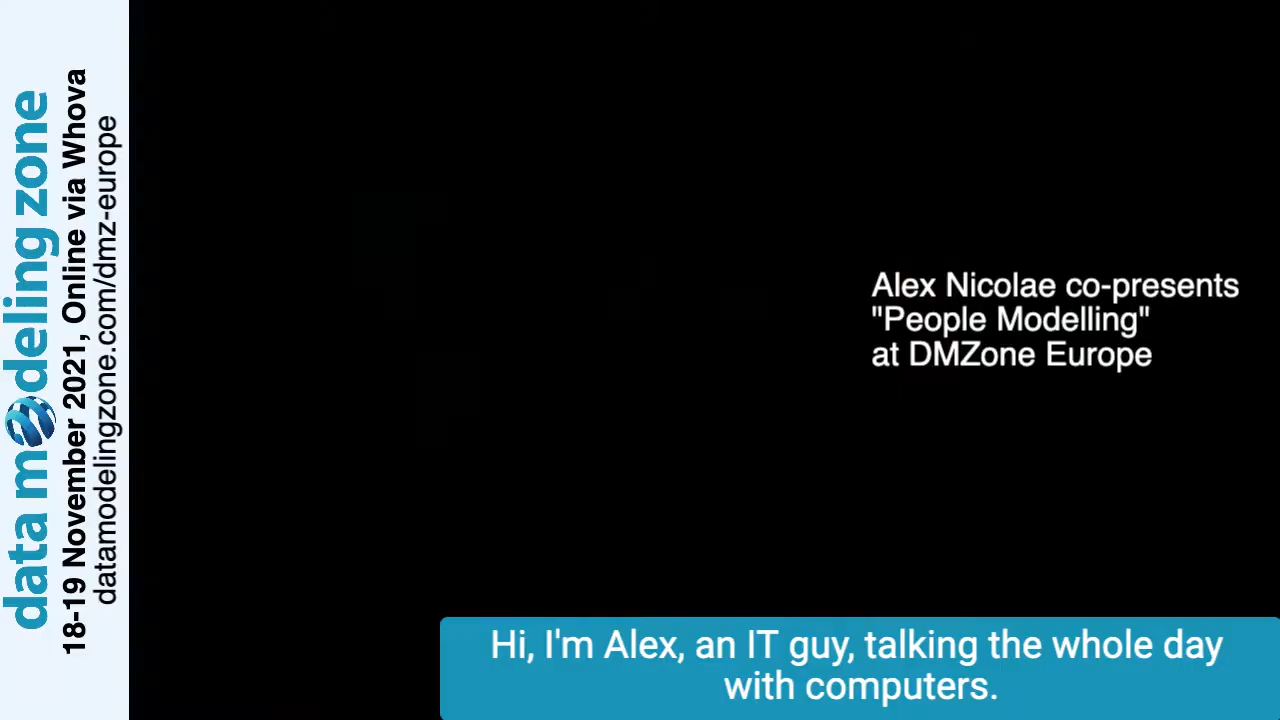 data modeling zone
18-19 November 2021, Online via Whova
datamodelingzone.com/dmz-europe
Alex Nicolae co-presents
"People Modelling"
at DMZone Europe
Hi, I'm Alex, an IT guy, talking the whole day
with computers.